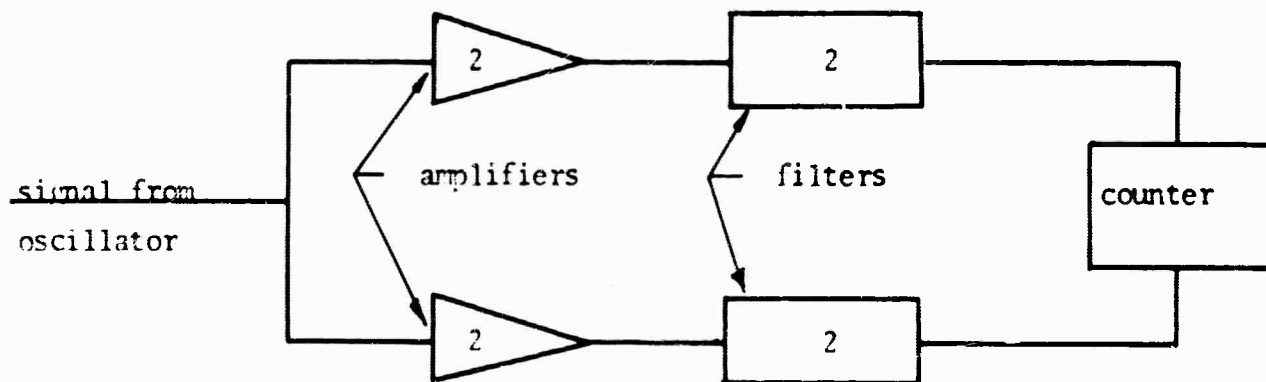 2
2
amplifiers
filters
signal from
oscillator
counter
2
2